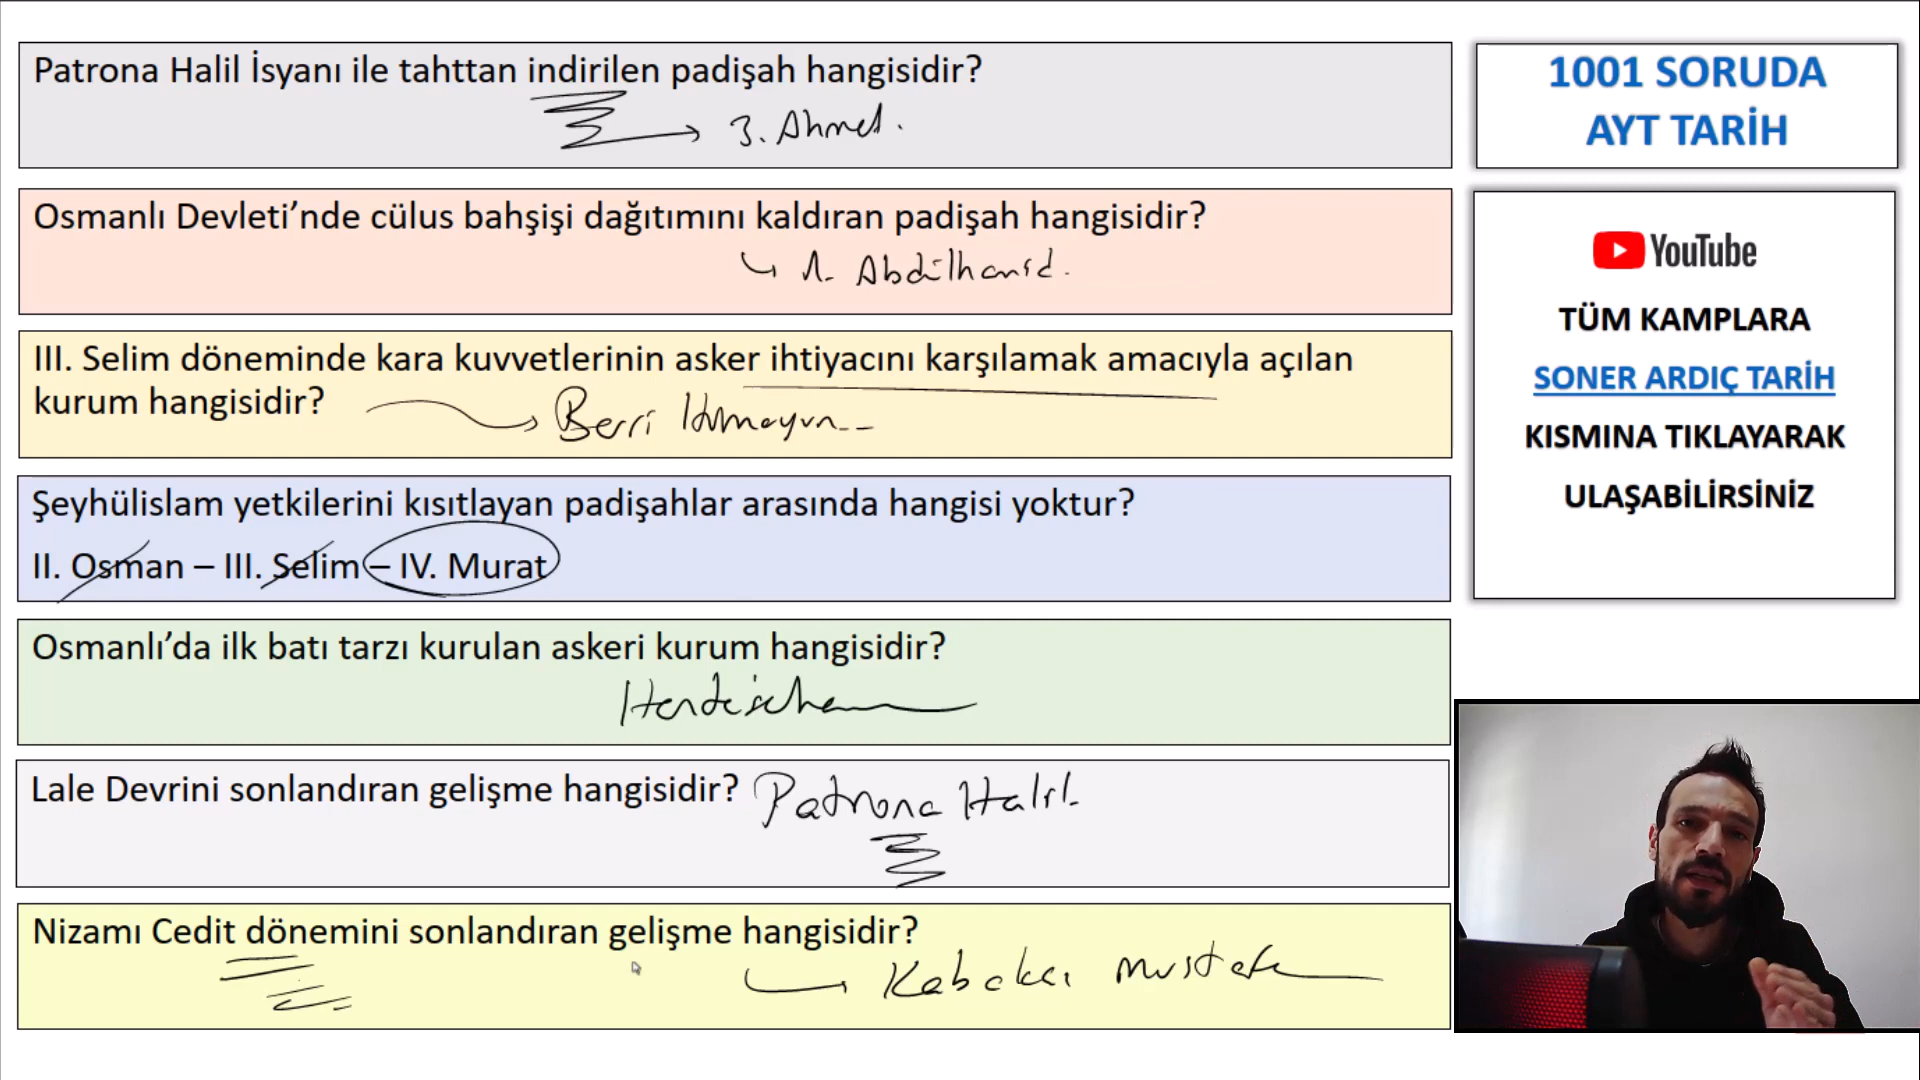 Patrona Halil İsyanı ile tahttan indirilen padişah hangisidir?
3. Ahmet.
Osmanlı Devleti’nde cülus bahşişi dağıtımını kaldıran padişah hangisidir?
1. Abdülhamid.
III. Selim döneminde kara kuvvetlerinin asker ihtiyacını karşılamak amacıyla açılan
kurum hangisidir?
Berri Hümayun
Şeyhülislam yetkilerini kısıtlayan padişahlar arasında hangisi yoktur?
II. Osman – III. Selim – IV. Murat
Osmanlı’da ilk batı tarzı kurulan askeri kurum hangisidir?
Lale Devrini sonlandıran gelişme hangisidir?
Patrona Halil.
Nizamı Cedit dönemini sonlandıran gelişme hangisidir?
Kabakçı Mustafa
1001 SORUDA
AYT TARİH
YouTube
TÜM KAMPLARA
SONER ARDIÇ TARİH
KISMINA TIKLAYARAK
ULAŞABİLİRSİNİZ